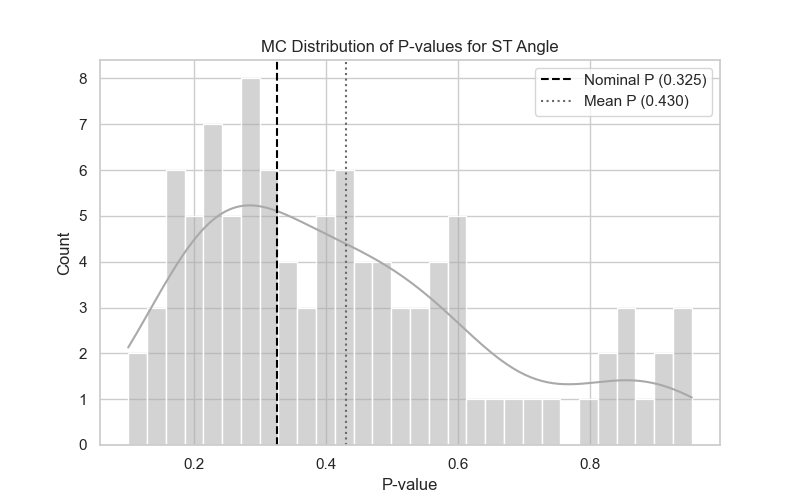 MC Distribution of P-values for ST Angle
Nominal P (0.325)
Mean P (0.430)
8
7
6
5
4
3
2
1
0
Count
0.2 0.4 0.6 0.8
P-value